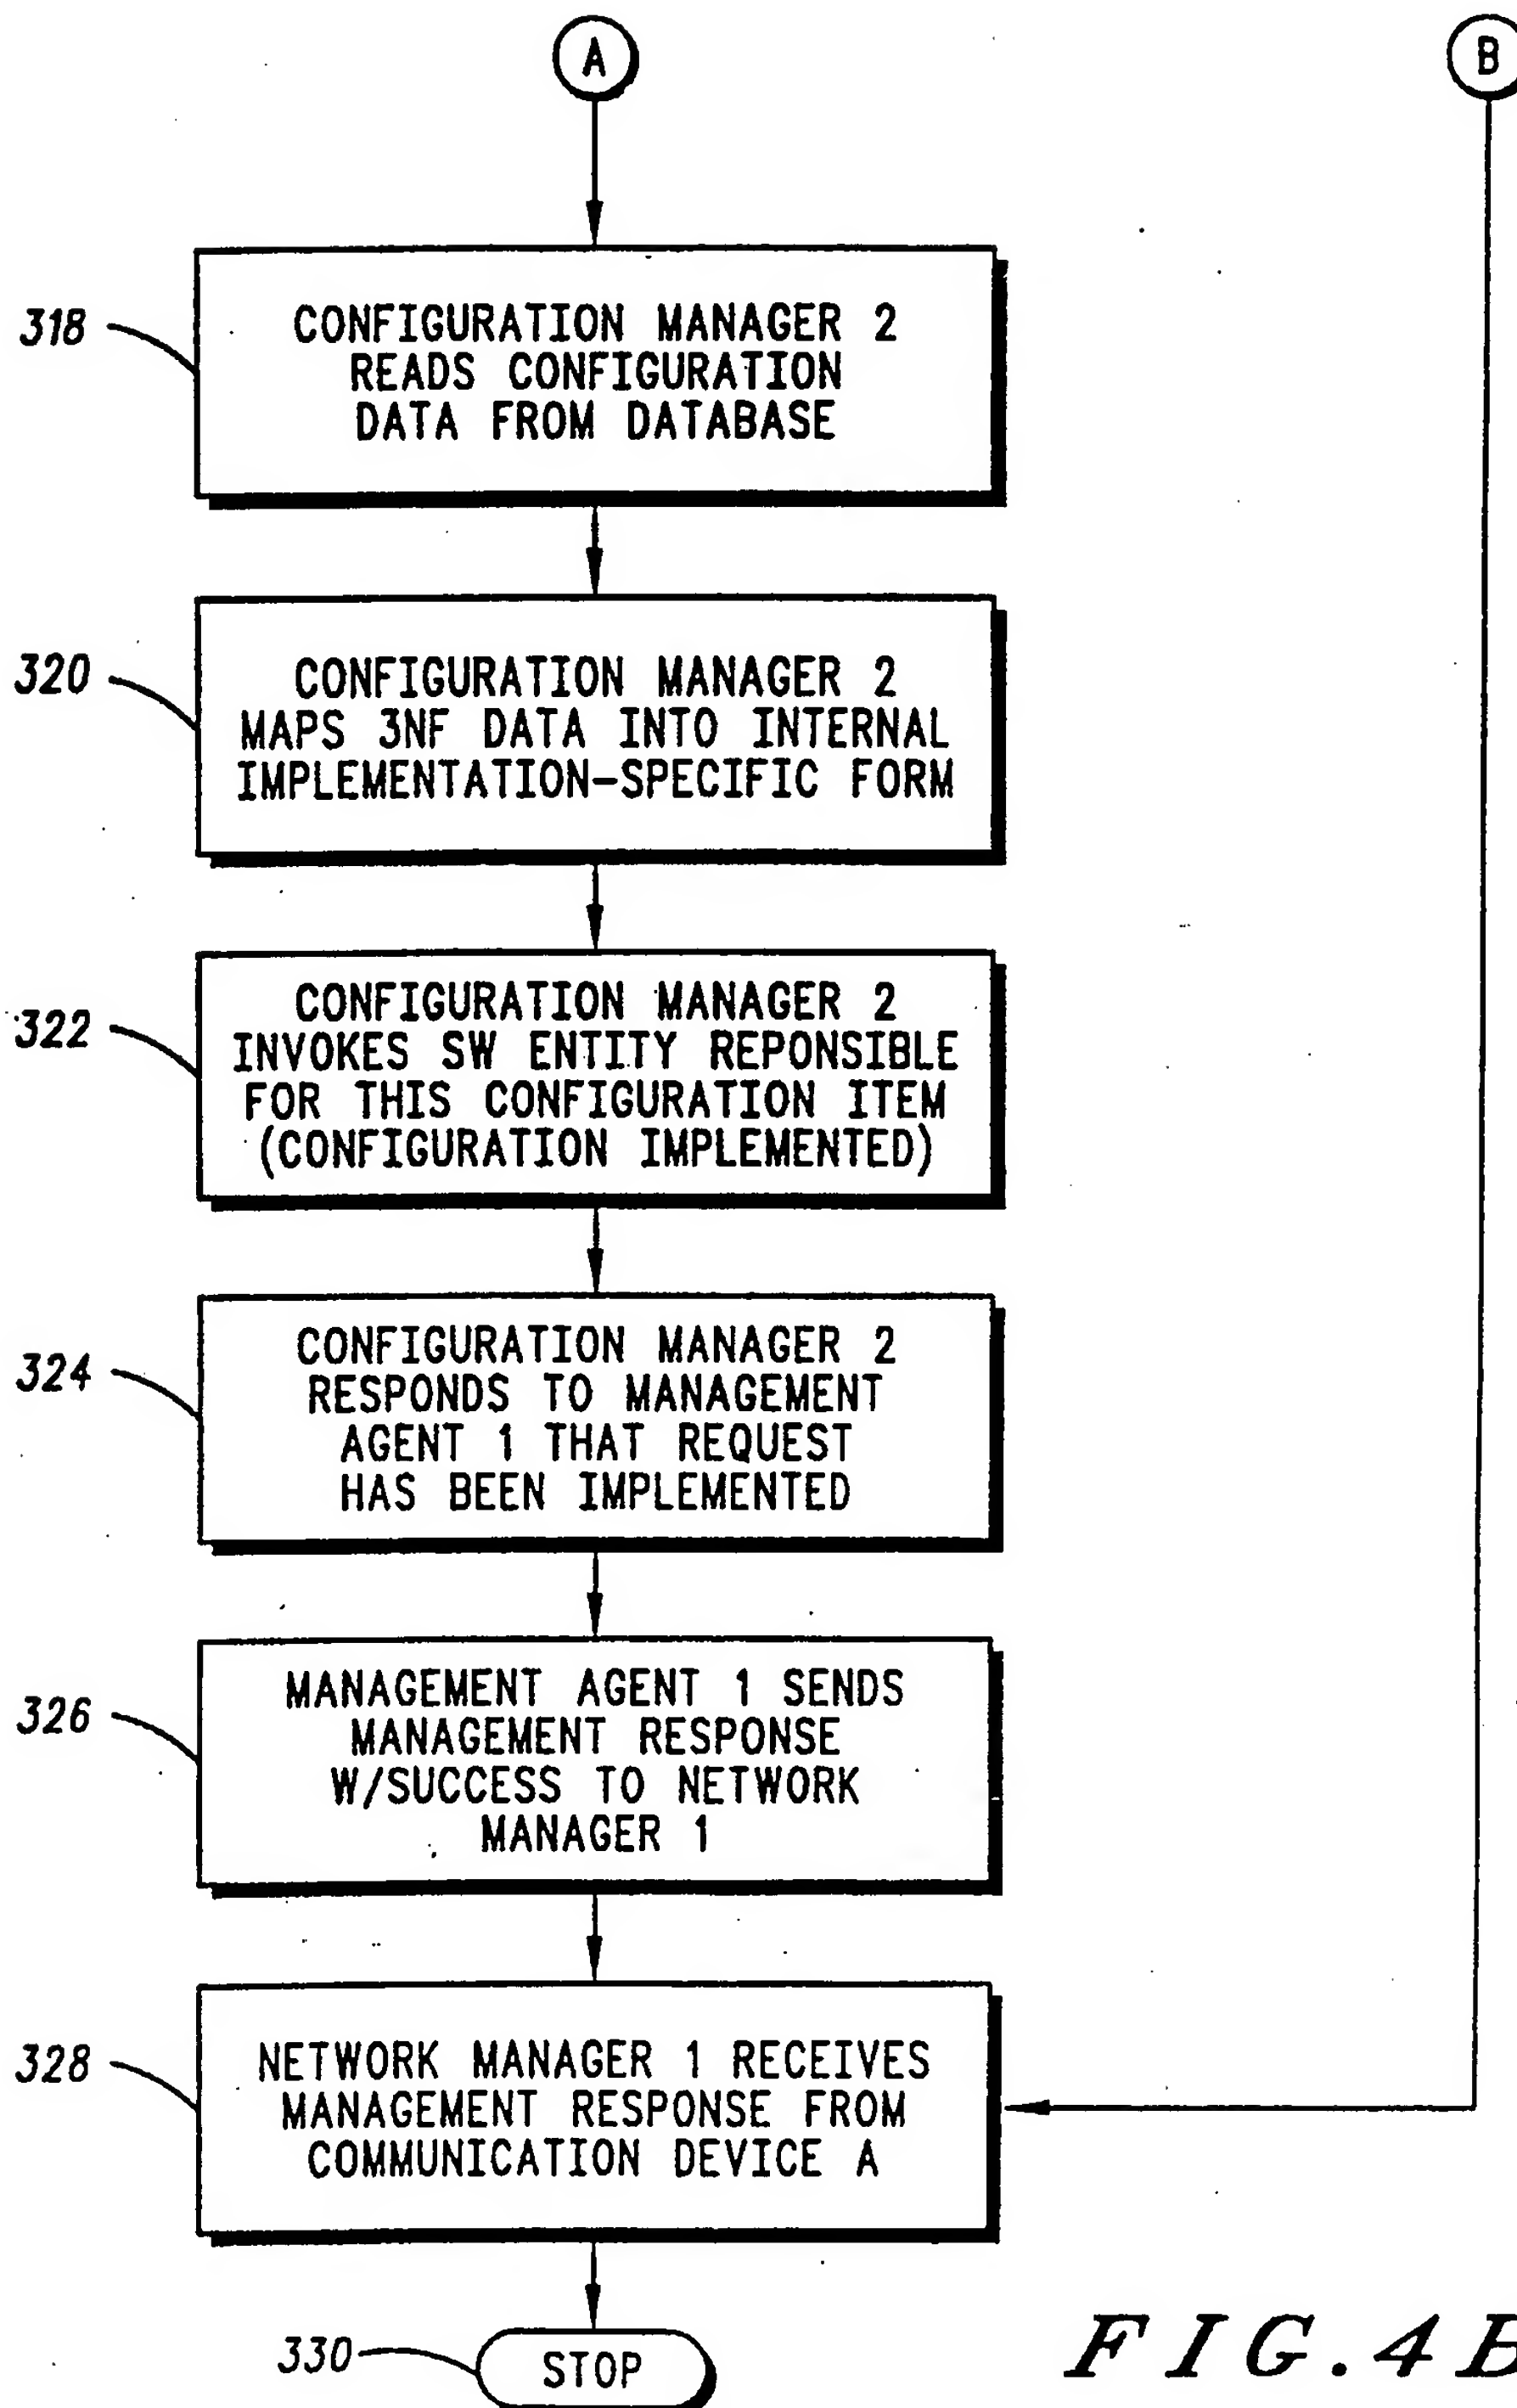 A
B
318
CONFIGURATION MANAGER 2
READS CONFIGURATION
DATA FROM DATABASE
320
CONFIGURATION MANAGER 2
MAPS 3NF DATA INTO INTERNAL
IMPLEMENTATION-SPECIFIC FORM
322
CONFIGURATION MANAGER 2
INVOKES SW ENTITY REPONSIBLE
FOR THIS CONFIGURATION ITEM
(CONFIGURATION IMPLEMENTED)
324
CONFIGURATION MANAGER 2
RESPONDS TO MANAGEMENT
AGENT 1 THAT REQUEST
HAS BEEN IMPLEMENTED
326
MANAGEMENT AGENT 1 SENDS
MANAGEMENT RESPONSE
W/SUCCESS TO NETWORK
MANAGER 1
328
NETWORK MANAGER 1 RECEIVES
MANAGEMENT RESPONSE FROM
COMMUNICATION DEVICE A
330
STOP
FIG.4B